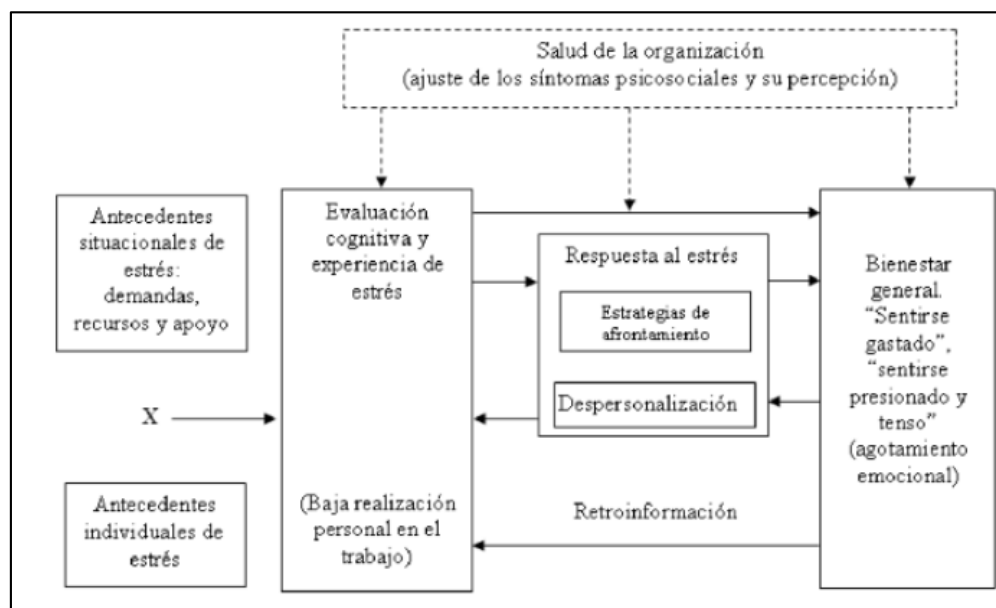 Salud de la organización
(ajuste de los síntomas psicosociales y su percepción)
Antecedentes
situacionales de
estrés:
demandas,
recursos y apoyo
X
Antecedentes
individuales de
estrés
Evaluación
cognitiva y
experiencia de
estrés
(Baja realización
personal en el
trabajo)
Respuesta al estrés
Estrategias de
afrontamiento
Despersonalización
Retroinformación
Bienestar
general.
“Sentirse
gastado”,
“sentirse
presionado y
tenso”
(agotamiento
emocional)